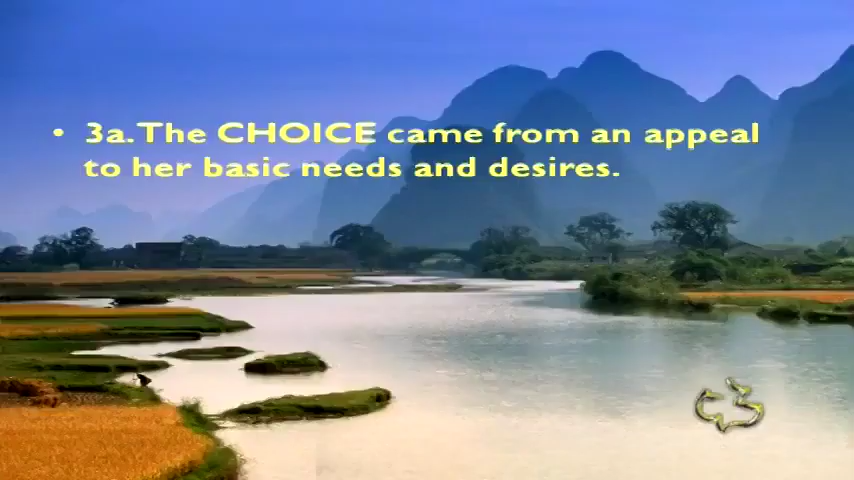 • 3a. The CHOICE came from an appeal
to her basic needs and desires.